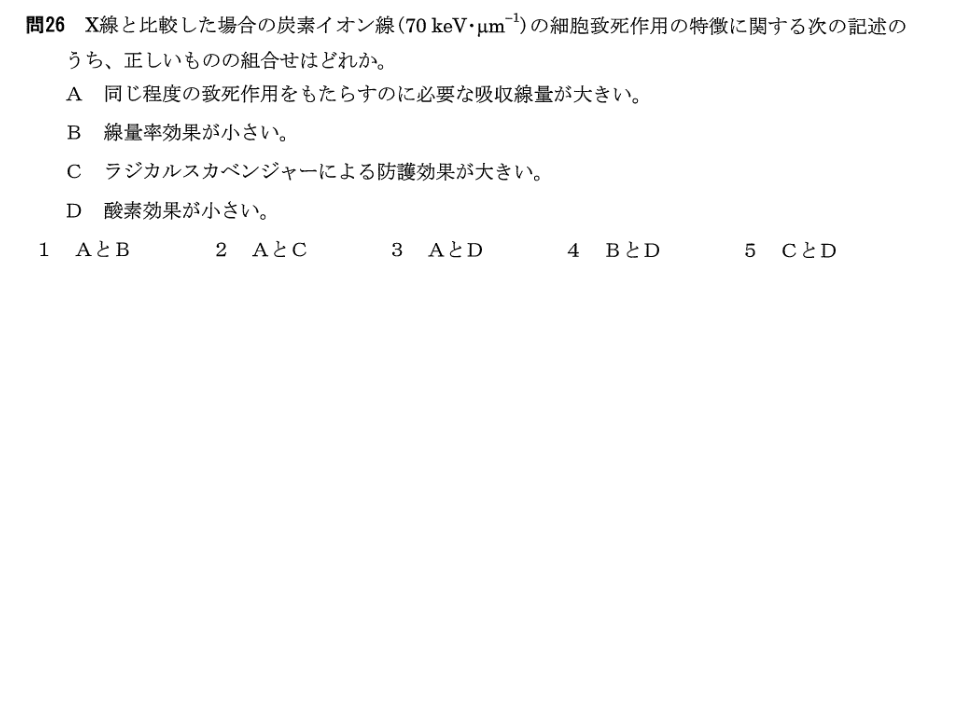 問26 X線と比較した場合の炭素イオン線(70 keV･μm⁻¹)の細胞致死作用の特徴に関する次の記述の
うち、正しいものの組合せはどれか。
A 同じ程度の致死作用をもたらすのに必要な吸収線量が大きい。
B 線量率効果が小さい。
C ラジカルスカベンジャーによる防護効果が大きい。
D 酸素効果が小さい。
1 AとB 2 AとC 3 AとD 4 BとD 5 CとD